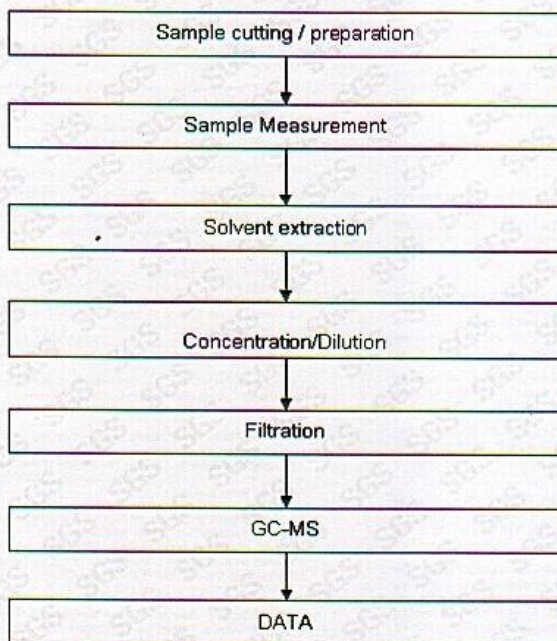 Sample cutting / preparation
Sample Measurement
Solvent extraction
Concentration/Dilution
Filtration
GC-MS
DATA